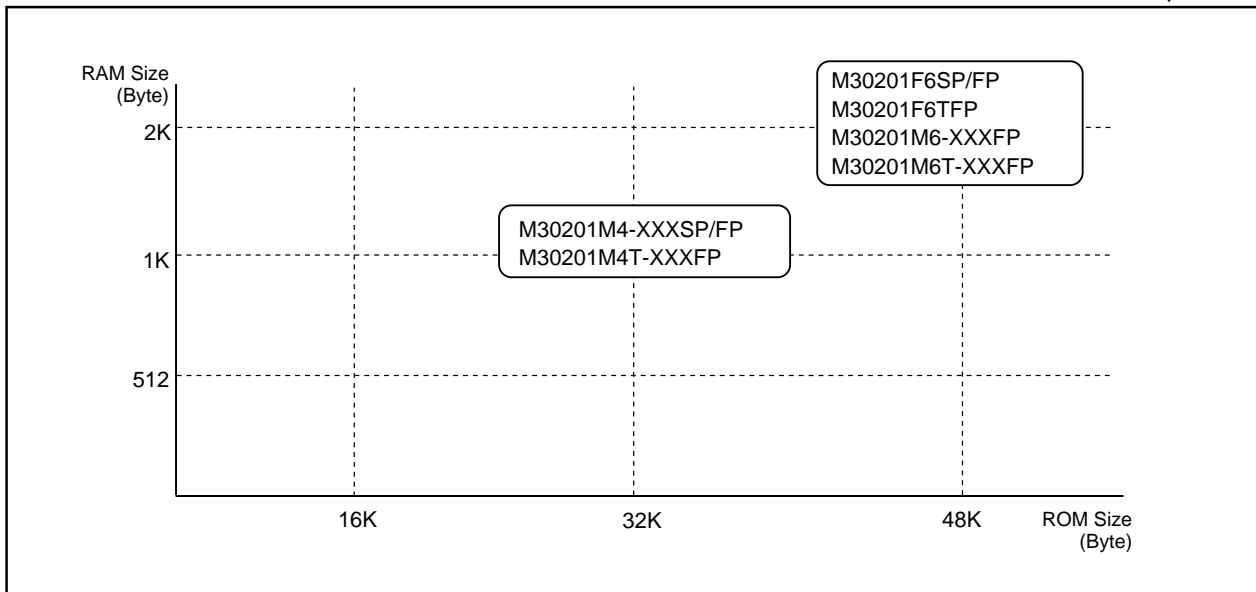 RAM Size
(Byte)
M30201F6SP/FP
M30201F6TFP
M30201M6-XXXFP
M30201M6T-XXXFP
2K
M30201M4-XXXSP/FP
M30201M4T-XXXFP
1K
512
16K
32K
48K
ROM Size
(Byte)